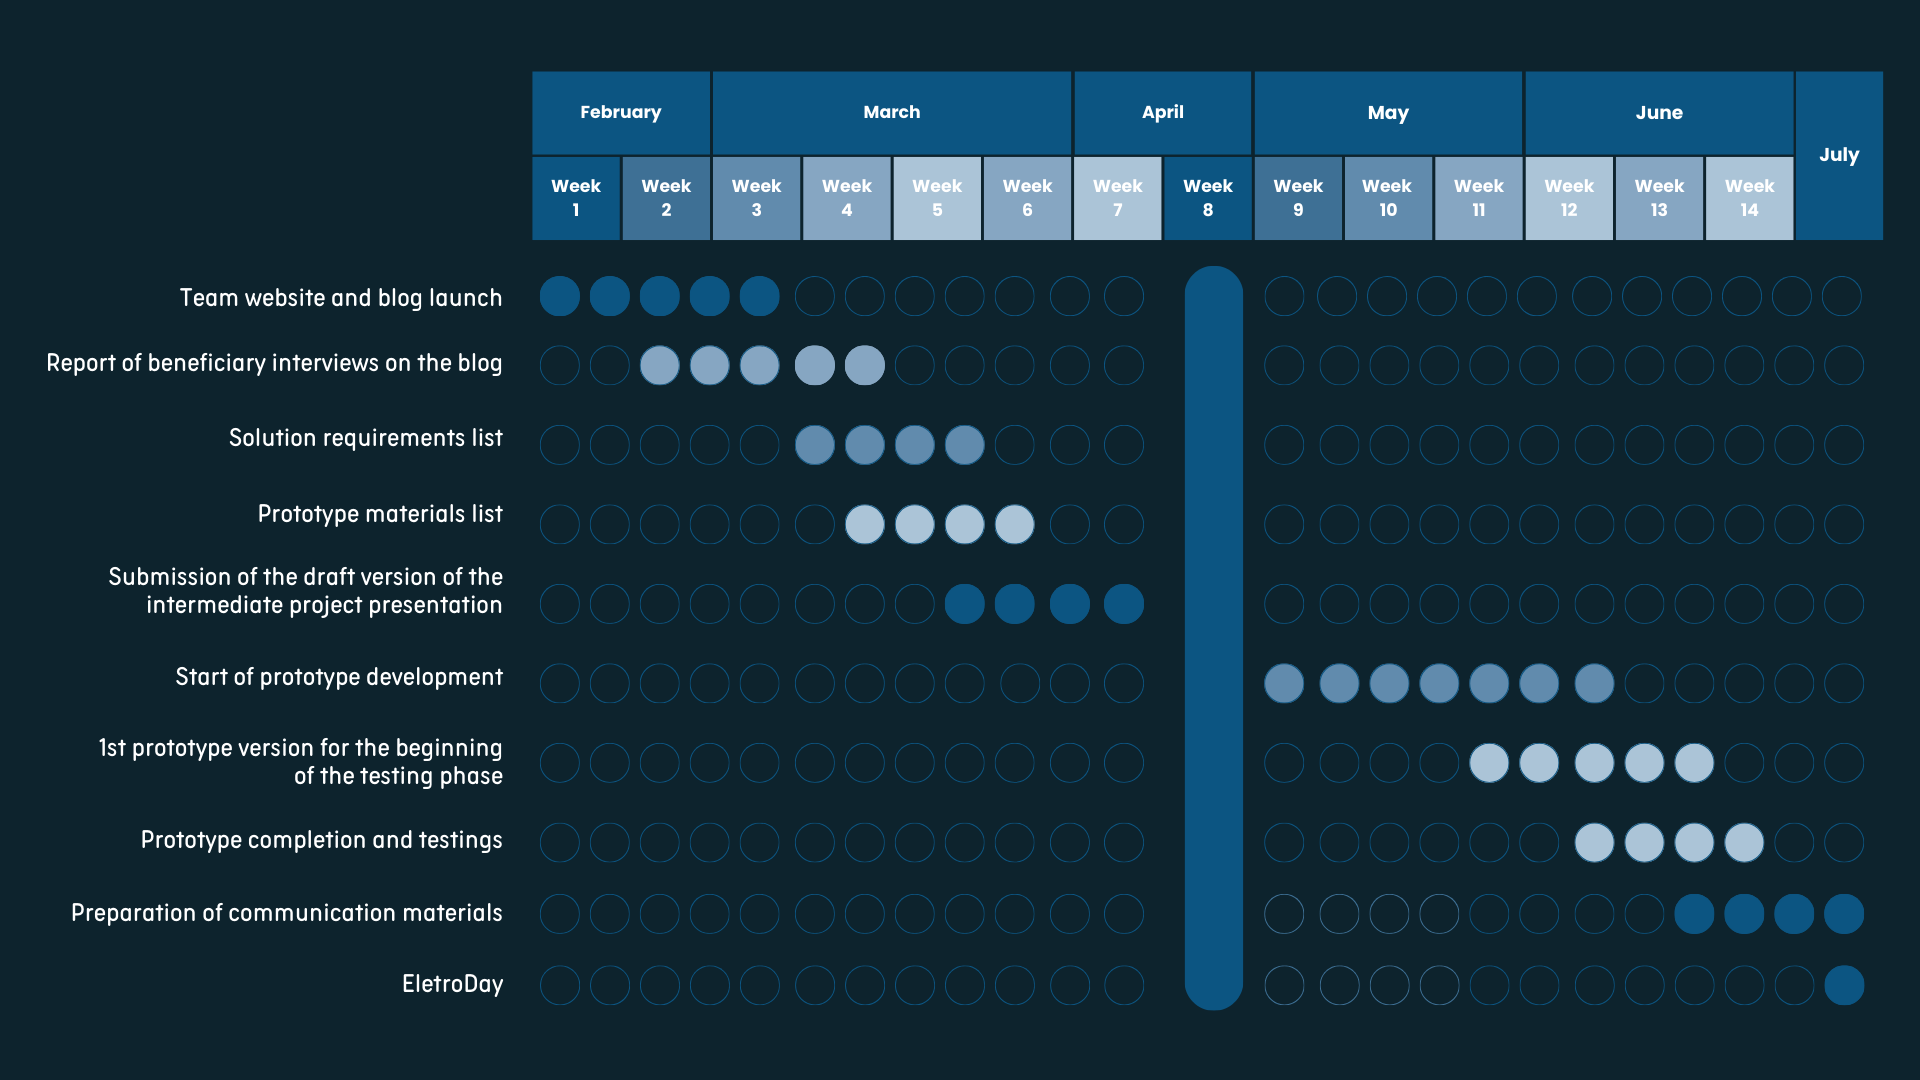 February
March
April
May
June
July
Week 1
Week 2
Week 3
Week 4
Week 5
Week 6
Week 7
Week 8
Week 9
Week 10
Week 11
Week 12
Week 13
Week 14
Team website and blog launch
Report of beneficiary interviews on the blog
Solution requirements list
Prototype materials list
Submission of the draft version of the
intermediate project presentation
Start of prototype development
1st prototype version for the beginning
of the testing phase
Prototype completion and testings
Preparation of communication materials
EletroDay